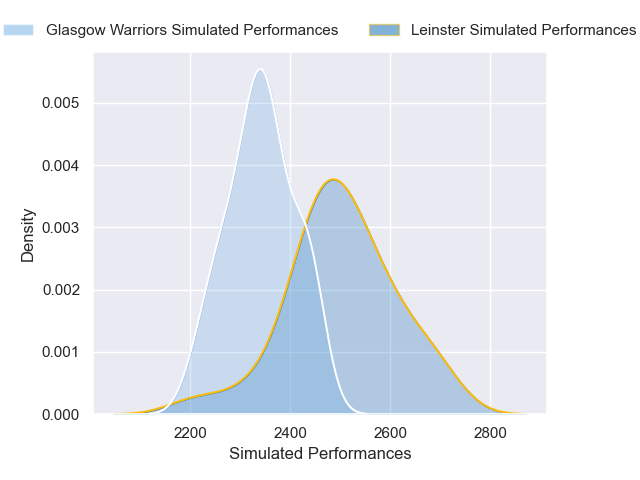 Glasgow Warriors Simulated Performances Leinster Simulated Performances
0.005
0.004
0.003
0.002
0.001
0.000
Density
2200 2400 2600 2800
Simulated Performances